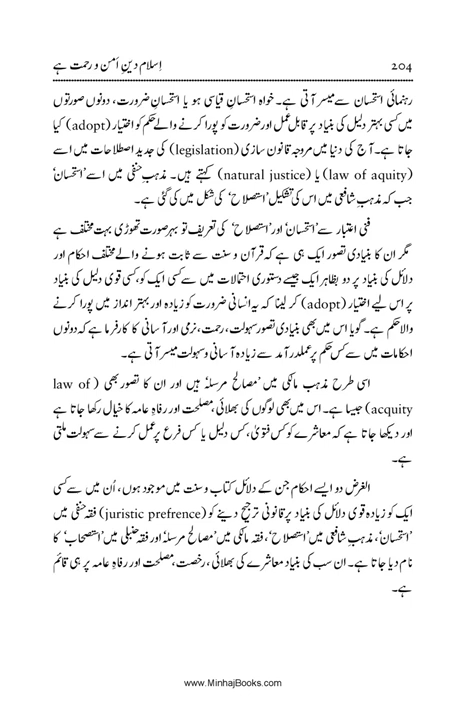 إسلام دینِ اَمن و رحمت ہے
۲۰۴
رہنمائی استحسان سے میسر آتی ہے۔ خواہ استحسانِ قیاسی ہو یا استحسانِ ضرورت، دونوں صورتوں
میں کسی بہتر دلیل کی بنیاد پر قابلِ عمل اور ضرورت کو پورا کرنے والے حکم کو اختیار (adopt) کیا
جاتا ہے۔ آج کی دنیا میں مروجہ قانون سازی (legislation) کی جدید اصطلاحات میں اسے
(law of aquity) یا (natural justice) کہتے ہیں۔ مذہبِ حنفی میں اسے 'استحسان'
جب کہ مذہبِ شافعی میں اس کی تشکیل 'استصلاح' کی شکل میں کی گئی ہے۔
فنی اعتبار سے 'استحسان' اور 'استصلاح' کی تعریف تو بہرصورت تھوڑی بہت مختلف ہے
مگر ان کا بنیادی تصور ایک ہی ہے کہ قرآن و سنت سے ثابت ہونے والے مختلف احکام اور
دلائل کی بنیاد پر دو بظاہر ایک جیسے دستوری احتمالات میں سے کسی ایک کو، کسی قوی دلیل کی بنیاد
پر اس لیے اختیار (adopt) کر لینا کہ یہ انسانی ضرورت کو زیادہ اور بہتر انداز میں پورا کرنے
والا حکم ہے۔ گویا اس میں بھی بنیادی تصور سہولت، رحمت، نرمی اور آسانی کا کارفرما ہے کہ دونوں
احکامات میں سے کس حکم پر عملدرآمد سے زیادہ آسانی و سہولت میسر آتی ہے۔
اسی طرح مذہب مالکی میں 'مصالح مرسلہ' ہیں اور ان کا تصور بھی (law of
acquity) جیسا ہے۔ اس میں بھی لوگوں کی بھلائی، مصلحت اور رفاہِ عامہ کا خیال رکھا جاتا ہے
اور دیکھا جاتا ہے کہ معاشرے کو کس فتویٰ، کس دلیل یا کس فرع پر عمل کرنے سے سہولت ملتی
ہے۔
الغرض دو ایسے احکام جن کے دلائل کتاب و سنت میں موجود ہوں، اُن میں سے کسی
ایک کو زیادہ قوی دلائل کی بنیاد پر قانونی ترجیح دینے کو (juristic prefrence) فقہ حنفی میں
'استحسان'، مذہبِ شافعی میں 'استصلاح'، فقہ مالکی میں 'مصالح مرسلہ' اور فقہ حنبلی میں 'استصحاب' کا
نام دیا جاتا ہے۔ ان سب کی بنیاد معاشرے کی بھلائی، رخصت، مصلحت اور رفاہِ عامہ پر ہی قائم
ہے۔
www.MinhajBooks.com